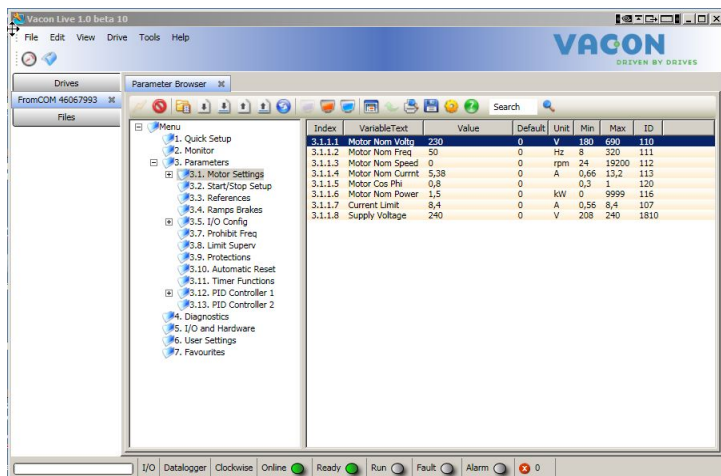 Vacon Live 1.0 beta 10
File Edit View Drive Tools Help
VACON
DRIVEN BY DRIVES
Drives
FromCOM 46067993
Files
Parameter Browser
Search
Menu
1. Quick Setup
2. Monitor
3. Parameters
3.1. Motor Settings
3.2. Start/Stop Setup
3.3. References
3.4. Ramps Brakes
3.5. I/O Config
3.7. Prohibit Freq
3.8. Limit Superv
3.9. Protections
3.10. Automatic Reset
3.11. Timer Functions
3.12. PID Controller 1
3.13. PID Controller 2
4. Diagnostics
5. I/O and Hardware
6. User Settings
7. Favourites
Index VariableText Value Default Unit Min Max ID
3.1.1.1 Motor Nom Voltg 230 0 V 180 690 110
3.1.1.2 Motor Nom Freq 50 0 Hz 8 320 111
3.1.1.3 Motor Nom Speed 0 0 rpm 24 19200 112
3.1.1.4 Motor Nom Currnt 5,38 0 A 0,66 13,2 113
3.1.1.5 Motor Cos Phi 0,8 0 0,3 1 120
3.1.1.6 Motor Nom Power 1,5 0 kW 0 9999 116
3.1.1.7 Current Limit 8,4 0 A 0,56 8,4 107
3.1.1.8 Supply Voltage 240 0 V 208 240 1810
I/O Datalogger Clockwise Online Ready Run Fault Alarm 0